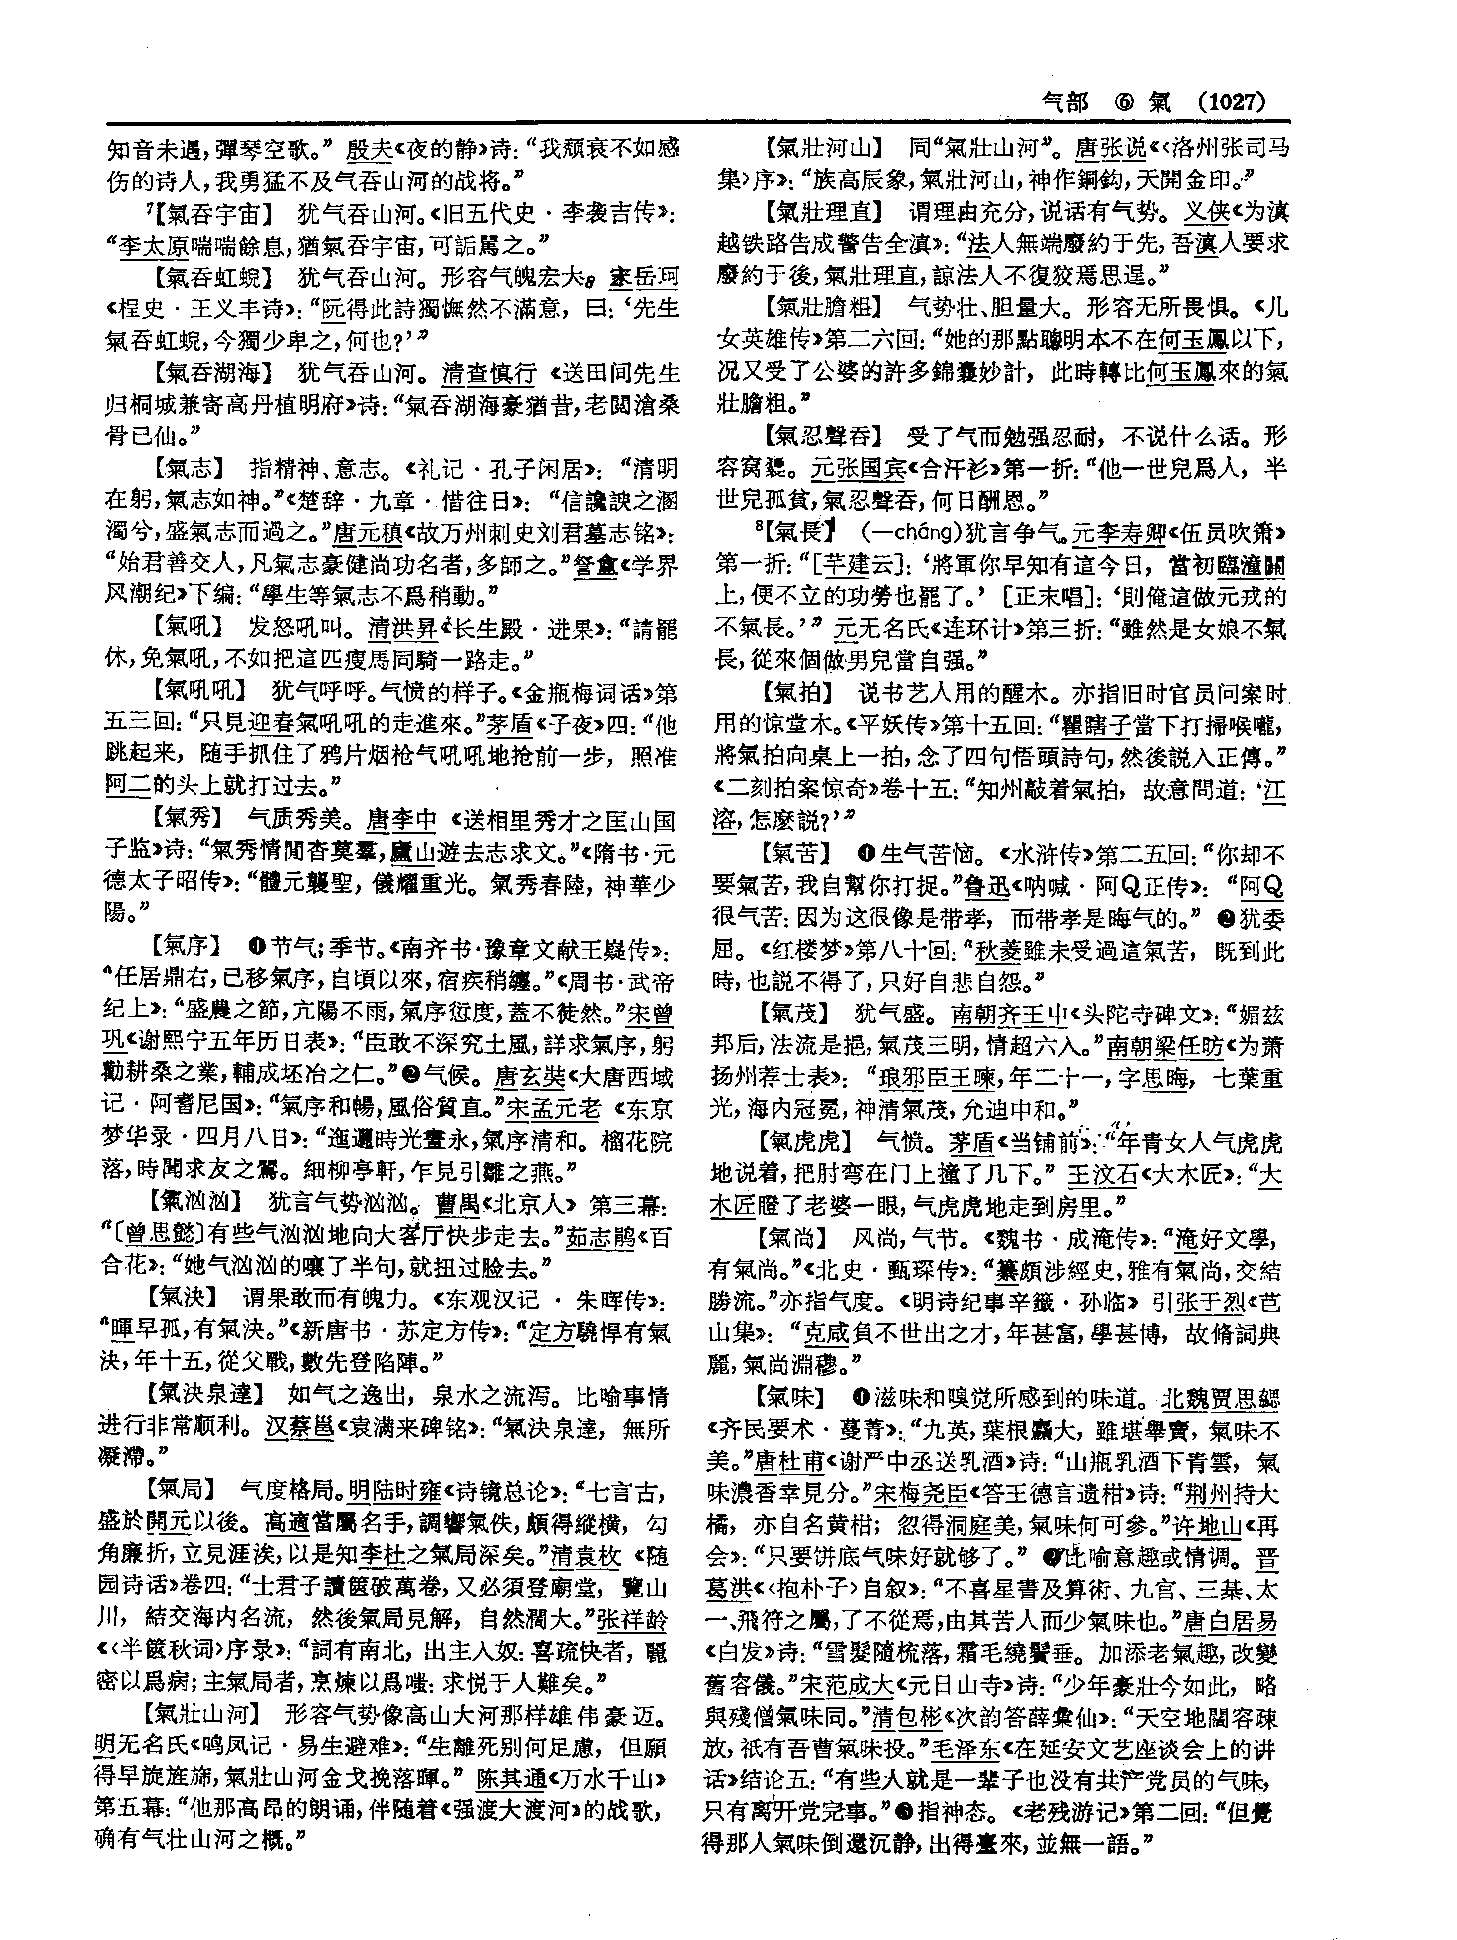 气部 ⑥ 氣 (1027)
知音未遇,彈琴空歌。”殷夫《夜的静》诗:“我颓衰不如感
伤的诗人,我勇猛不及气吞山河的战将。”
7【氣吞宇宙】 犹气吞山河。《旧五代史·李袭吉传》:
“李太原喘喘餘息,猶氣吞宇宙,可詬駡之。”
【氣吞虹蜺】 犹气吞山河。形容气魄宏大。宋岳珂
《桯史·王义丰诗》:“阮得此詩獨憮然不滿意,曰:‘先生
氣吞虹蜺,今獨少卑之,何也?’”
【氣吞湖海】 犹气吞山河。清查慎行《送田间先生
归桐城兼寄高丹植明府》诗:“氣吞湖海豪猶昔,老閲滄桑
骨已仙。”
【氣志】 指精神、意志。《礼记·孔子闲居》:“清明
在躬,氣志如神。”《楚辞·九章·惜往日》:“信讒諛之溷
濁兮,盛氣志而過之。”唐元稹《故万州刺史刘君墓志铭》:
“始君善交人,凡氣志豪健尚功名者,多師之。”訾盦《学界
风潮纪》下编:“學生等氣志不爲稍動。”
【氣吼】 发怒吼叫。清洪昇《长生殿·进果》:“請罷
休,免氣吼,不如把這匹瘦馬同騎一路走。”
【氣吼吼】 犹气呼呼。气愤的样子。《金瓶梅词话》第
五三回:“只見迎春氣吼吼的走進來。”茅盾《子夜》四:“他
跳起来,随手抓住了鸦片烟枪气吼吼地抢前一步,照准
阿二的头上就打过去。”
【氣秀】 气质秀美。唐李中《送相里秀才之匡山国
子监》诗:“氣秀情閒杳莫羣,廬山遊去志求文。”《隋书·元
德太子昭传》:“體元襲聖,儀耀重光。氣秀春陸,神華少
陽。”
【氣序】 ❶节气;季节。《南齐书·豫章文献王嶷传》:
“任居鼎右,已移氣序,自頃以來,宿疾稍纏。”《周书·武帝
纪上》:“盛農之節,亢陽不雨,氣序愆度,蓋不徒然。”宋曾
巩《谢熙宁五年历日表》:“臣敢不深究土風,詳求氣序,躬
勸耕桑之業,輔成坯冶之仁。”❷气候。唐玄奘《大唐西域
记·阿耆尼国》:“氣序和暢,風俗質直。”宋孟元老《东京
梦华录·四月八日》:“迤邐時光晝永,氣序清和。榴花院
落,時聞求友之鶯。細柳亭軒,乍見引雛之燕。”
【氣汹汹】 犹言气势汹汹。曹禺《北京人》第三幕:
“〔曾思懿〕有些气汹汹地向大客厅快步走去。”茹志鹃《百
合花》:“她气汹汹的嚷了半句,就扭过脸去。”
【氣決】 谓果敢而有魄力。《东观汉记·朱晖传》:
“暉早孤,有氣決。”《新唐书·苏定方传》:“定方驍悍有氣
決,年十五,從父戰,數先登陷陣。”
【氣決泉達】 如气之逸出,泉水之流泻。比喻事情
进行非常顺利。汉蔡邕《袁满来碑铭》:“氣決泉達,無所
凝滯。”
【氣局】 气度格局。明陆时雍《诗镜总论》:“七言古,
盛於開元以後。高適當屬名手,調響氣佚,頗得縱横,勾
角廉折,立見涯涘,以是知李杜之氣局深矣。”清袁枚《随
园诗话》卷四:“士君子讀篋破萬卷,又必須登廟堂,覽山
川,結交海内名流,然後氣局見解,自然濶大。”张祥龄
《〈半箧秋词〉序录》:“詞有南北,出主入奴:喜疏快者,麗
密以爲病;主氣局者,烹煉以爲嗤:求悦于人難矣。”
【氣壯山河】 形容气势像高山大河那样雄伟豪迈。
明无名氏《鸣凤记·易生避难》:“生離死别何足慮,但願
得早旋旌斾,氣壯山河金戈挽落暉。”陈其通《万水千山》
第五幕:“他那高昂的朗诵,伴随着《强渡大渡河》的战歌,
确有气壮山河之概。”
【氣壯河山】 同“氣壯山河”。唐张说《〈洛州张司马
集〉序》:“族高辰象,氣壯河山,神作銅鈎,天開金印。”
【氣壯理直】 谓理由充分,说话有气势。义侠《为滇
越铁路告成警告全滇》:“法人無端廢約于先,吾滇人要求
廢約于後,氣壯理直,諒法人不復狡焉思逞。”
【氣壯膽粗】 气势壮、胆量大。形容无所畏惧。《儿
女英雄传》第二六回:“她的那點聰明本不在何玉鳳以下,
况又受了公婆的許多錦囊妙計,此時轉比何玉鳳來的氣
壯膽粗。”
【氣忍聲吞】 受了气而勉强忍耐,不说什么话。形
容窝囊。元张国宾《合汗衫》第一折:“他一世兒爲人,半
世兒孤貧,氣忍聲吞,何日酬恩。”
8【氣長】 (—cháng)犹言争气。元李寿卿《伍员吹箫》
第一折:“[芊建云]:‘將軍你早知有這今日,當初臨潼鬭
上,便不立的功勞也罷了。’[正末唱]:‘則俺這做元戎的
不氣長。’”元无名氏《连环计》第三折:“雖然是女娘不氣
長,從來個做男兒當自强。”
【氣拍】 说书艺人用的醒木。亦指旧时官员问案时
用的惊堂木。《平妖传》第十五回:“瞿瞎子當下打掃喉嚨,
將氣拍向桌上一拍,念了四句悟頭詩句,然後説入正傳。”
《二刻拍案惊奇》卷十五:“知州敲着氣拍,故意問道:‘江
溶,怎麽説?’”
【氣苦】 ❶生气苦恼。《水浒传》第二五回:“你却不
要氣苦,我自幫你打捉。”鲁迅《呐喊·阿Q正传》:“阿Q
很气苦:因为这很像是带孝,而带孝是晦气的。”❷犹委
屈。《红楼梦》第八十回:“秋菱雖未受過這氣苦,既到此
時,也説不得了,只好自悲自怨。”
【氣茂】 犹气盛。南朝齐王屮《头陀寺碑文》:“媚兹
邦后,法流是挹,氣茂三明,情超六入。”南朝梁任昉《为萧
扬州荐士表》:“琅邪臣王暕,年二十一,字思晦,七葉重
光,海内冠冕,神清氣茂,允迪中和。”
【氣虎虎】 气愤。茅盾《当铺前》:“年青女人气虎虎
地说着,把肘弯在门上撞了几下。”王汶石《大木匠》:“大
木匠瞪了老婆一眼,气虎虎地走到房里。”
【氣尚】 风尚,气节。《魏书·成淹传》:“淹好文學,
有氣尚。”《北史·甄琛传》:“纂頗涉經史,雅有氣尚,交結
勝流。”亦指气度。《明诗纪事辛籤·孙临》引张于烈《芑
山集》:“克咸負不世出之才,年甚富,學甚博,故脩詞典
麗,氣尚淵穆。”
【氣味】 ❶滋味和嗅觉所感到的味道。北魏贾思勰
《齐民要术·蔓菁》:“九英,葉根麤大,雖堪舉賣,氣味不
美。”唐杜甫《谢严中丞送乳酒》诗:“山瓶乳酒下青雲,氣
味濃香幸見分。”宋梅尧臣《答王德言遗柑》诗:“荆州持大
橘,亦自名黄柑;忽得洞庭美,氣味何可參。”许地山《再
会》:“只要饼底气味好就够了。”❷比喻意趣或情调。晋
葛洪《〈抱朴子〉自叙》:“不喜星書及算術、九宫、三棊、太
一、飛符之屬,了不從焉,由其苦人而少氣味也。”唐白居易
《白发》诗:“雪髮隨梳落,霜毛繞鬢垂。加添老氣趣,改變
舊容儀。”宋范成大《元日山寺》诗:“少年豪壯今如此,略
與殘僧氣味同。”清包彬《次韵答薛彙仙》:“天空地闊容疎
放,祇有吾曹氣味投。”毛泽东《在延安文艺座谈会上的讲
话》结论五:“有些人就是一辈子也没有共产党员的气味,
只有离开党完事。”❸指神态。《老残游记》第二回:“但覺
得那人氣味倒還沉静,出得臺來,並無一語。”